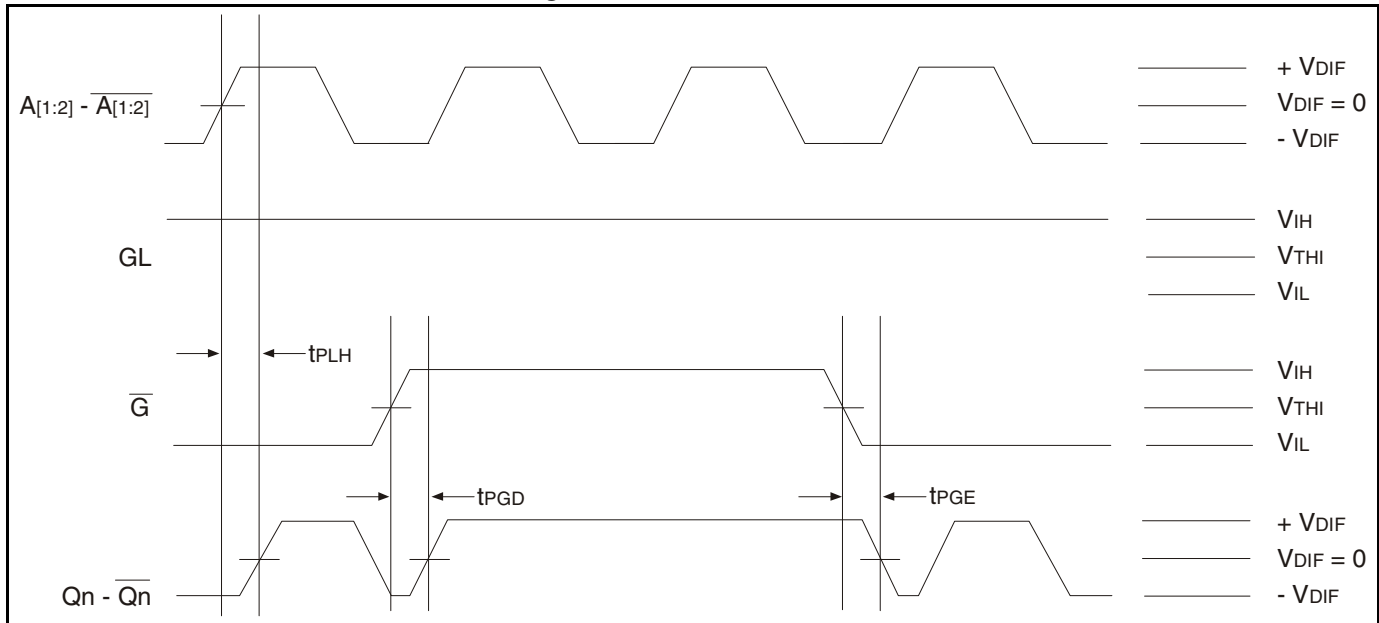 + VDIF
A[1:2] - A[1:2]
VDIF = 0
- VDIF
VIH
GL
VTHI
VIL
tPLH
VIH
G
VTHI
VIL
tPGD
tPGE
+ VDIF
VDIF = 0
Qn - Qn
- VDIF